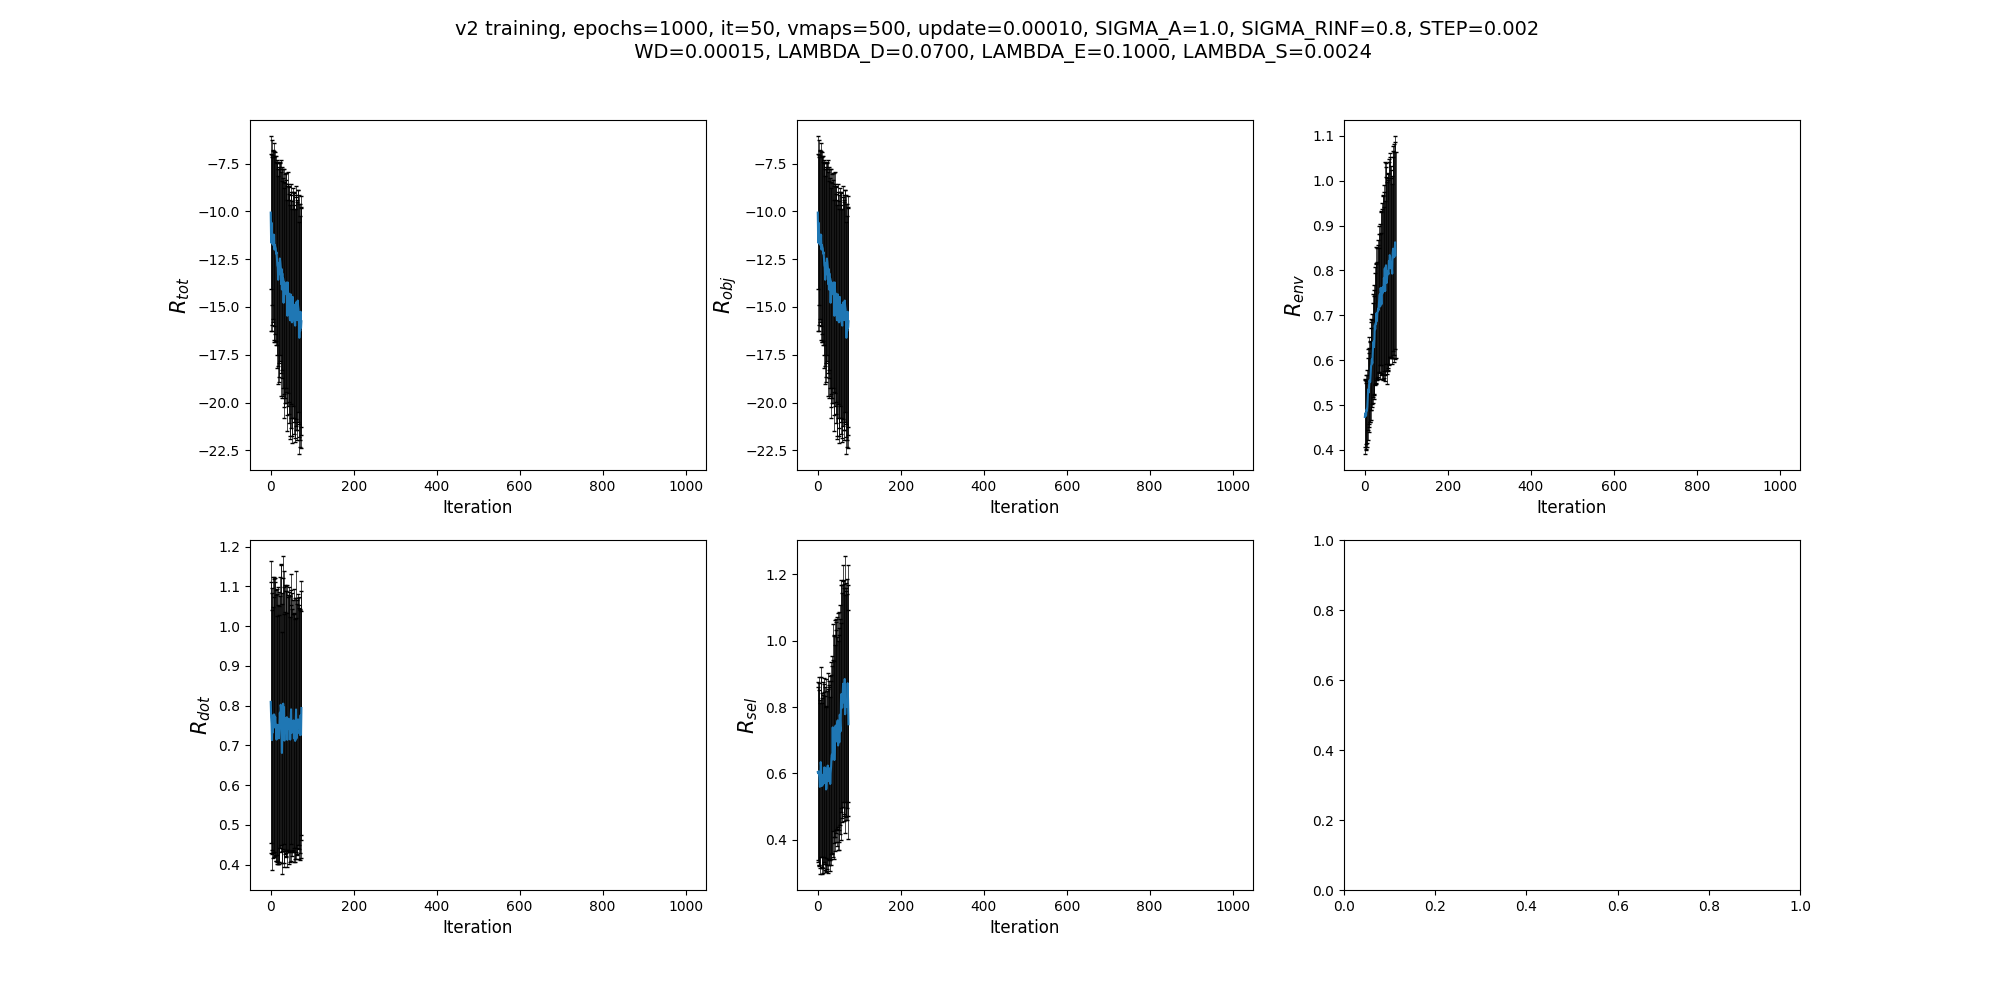 v2 training, epochs=1000, it=50, vmaps=500, update=0.00010, SIGMA_A=1.0, SIGMA_RINF=0.8, STEP=0.002
WD=0.00015, LAMBDA_D=0.0700, LAMBDA_E=0.1000, LAMBDA_S=0.0024
R_tot
−7.5
−10.0
−12.5
−15.0
−17.5
−20.0
−22.5
0 200 400 600 800 1000
Iteration
R_obj
−7.5
−10.0
−12.5
−15.0
−17.5
−20.0
−22.5
0 200 400 600 800 1000
Iteration
R_env
1.1
1.0
0.9
0.8
0.7
0.6
0.5
0.4
0 200 400 600 800 1000
Iteration
R_dot
1.2
1.1
1.0
0.9
0.8
0.7
0.6
0.5
0.4
0 200 400 600 800 1000
Iteration
R_sel
1.2
1.0
0.8
0.6
0.4
0 200 400 600 800 1000
Iteration
1.0
0.8
0.6
0.4
0.2
0.0
0.0 0.2 0.4 0.6 0.8 1.0